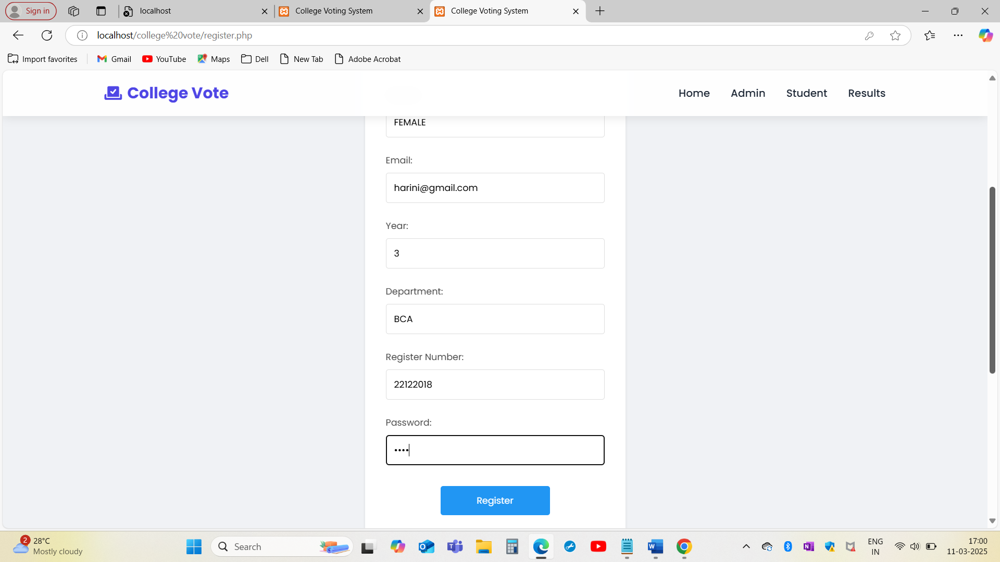 Sign in
localhost
College Voting System
College Voting System
localhost/college%20vote/register.php
Import favorites
Gmail
YouTube
Maps
Dell
New Tab
Adobe Acrobat
College Vote
Home
Admin
Student
Results
FEMALE
Email:
harini@gmail.com
Year:
3
Department:
BCA
Register Number:
22122018
Password:
••••
Register
2
28°C
Mostly cloudy
Search
ENG
IN
17:00
11-03-2025